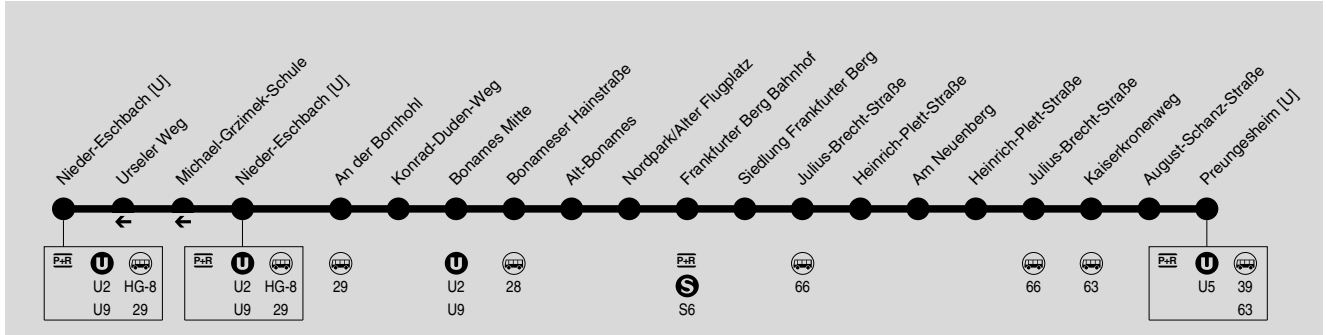 Nieder-Eschbach [U]
Urseler Weg
Michael-Grzimek-Schule
Nieder-Eschbach [U]
An der Bornhohl
Konrad-Duden-Weg
Bonames Mitte
Bonameser Hainstraße
Alt-Bonames
Nordpark/Alter Flugplatz
Frankfurter Berg Bahnhof
Siedlung Frankfurter Berg
Julius-Brecht-Straße
Heinrich-Plett-Straße
Am Neuenberg
Heinrich-Plett-Straße
Julius-Brecht-Straße
Kaiserkronenweg
August-Schanz-Straße
Preungesheim [U]
P+R U
U2 HG-8
U9 29
P+R U
U2 HG-8
U9 29
29
U
U2
U9
28
P+R
S
S6
66
66
63
P+R U
U5 39
63